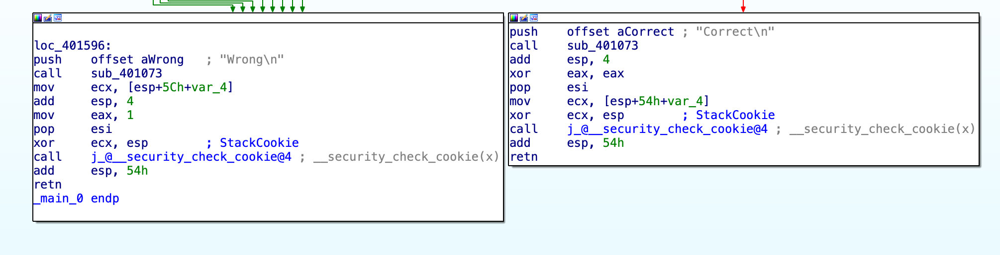 loc_401596:
push    offset aWrong   ; "Wrong\n"
call    sub_401073
mov     ecx, [esp+5Ch+var_4]
add     esp, 4
mov     eax, 1
pop     esi
xor     ecx, esp        ; StackCookie
call    j_@__security_check_cookie@4 ; __security_check_cookie(x)
add     esp, 54h
retn
_main_0 endp
push    offset aCorrect ; "Correct\n"
call    sub_401073
add     esp, 4
xor     eax, eax
pop     esi
mov     ecx, [esp+54h+var_4]
xor     ecx, esp        ; StackCookie
call    j_@__security_check_cookie@4 ; __security_check_cookie(x)
add     esp, 54h
retn